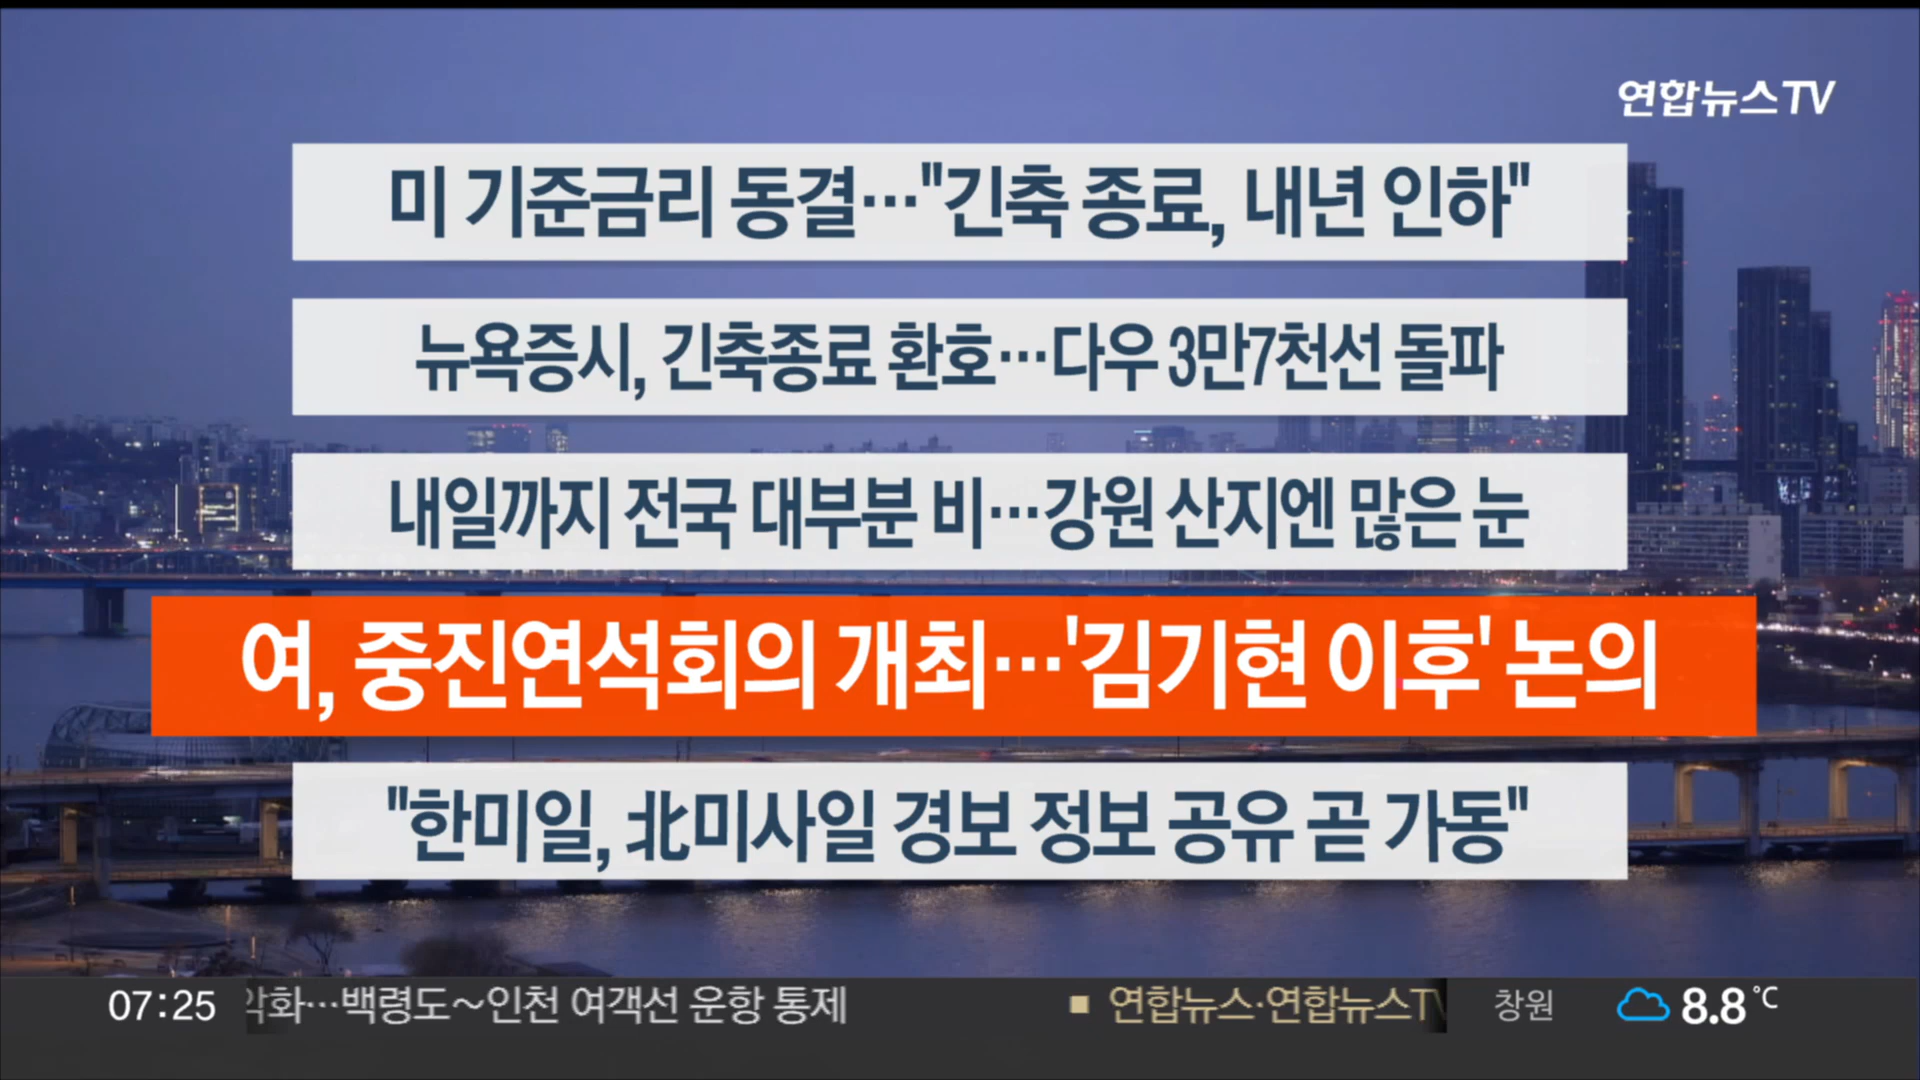 연합뉴스TV
미 기준금리 동결…"긴축 종료, 내년 인하"
뉴욕증시, 긴축종료 환호…다우 3만7천선 돌파
내일까지 전국 대부분 비…강원 산지엔 많은 눈
여, 중진연석회의 개최…'김기현 이후' 논의
"한미일, 北미사일 경보 정보 공유 곧 가동"
07:25 악화…백령도~인천 여객선 운항 통제 ■ 연합뉴스·연합뉴스TV 창원 8.8℃